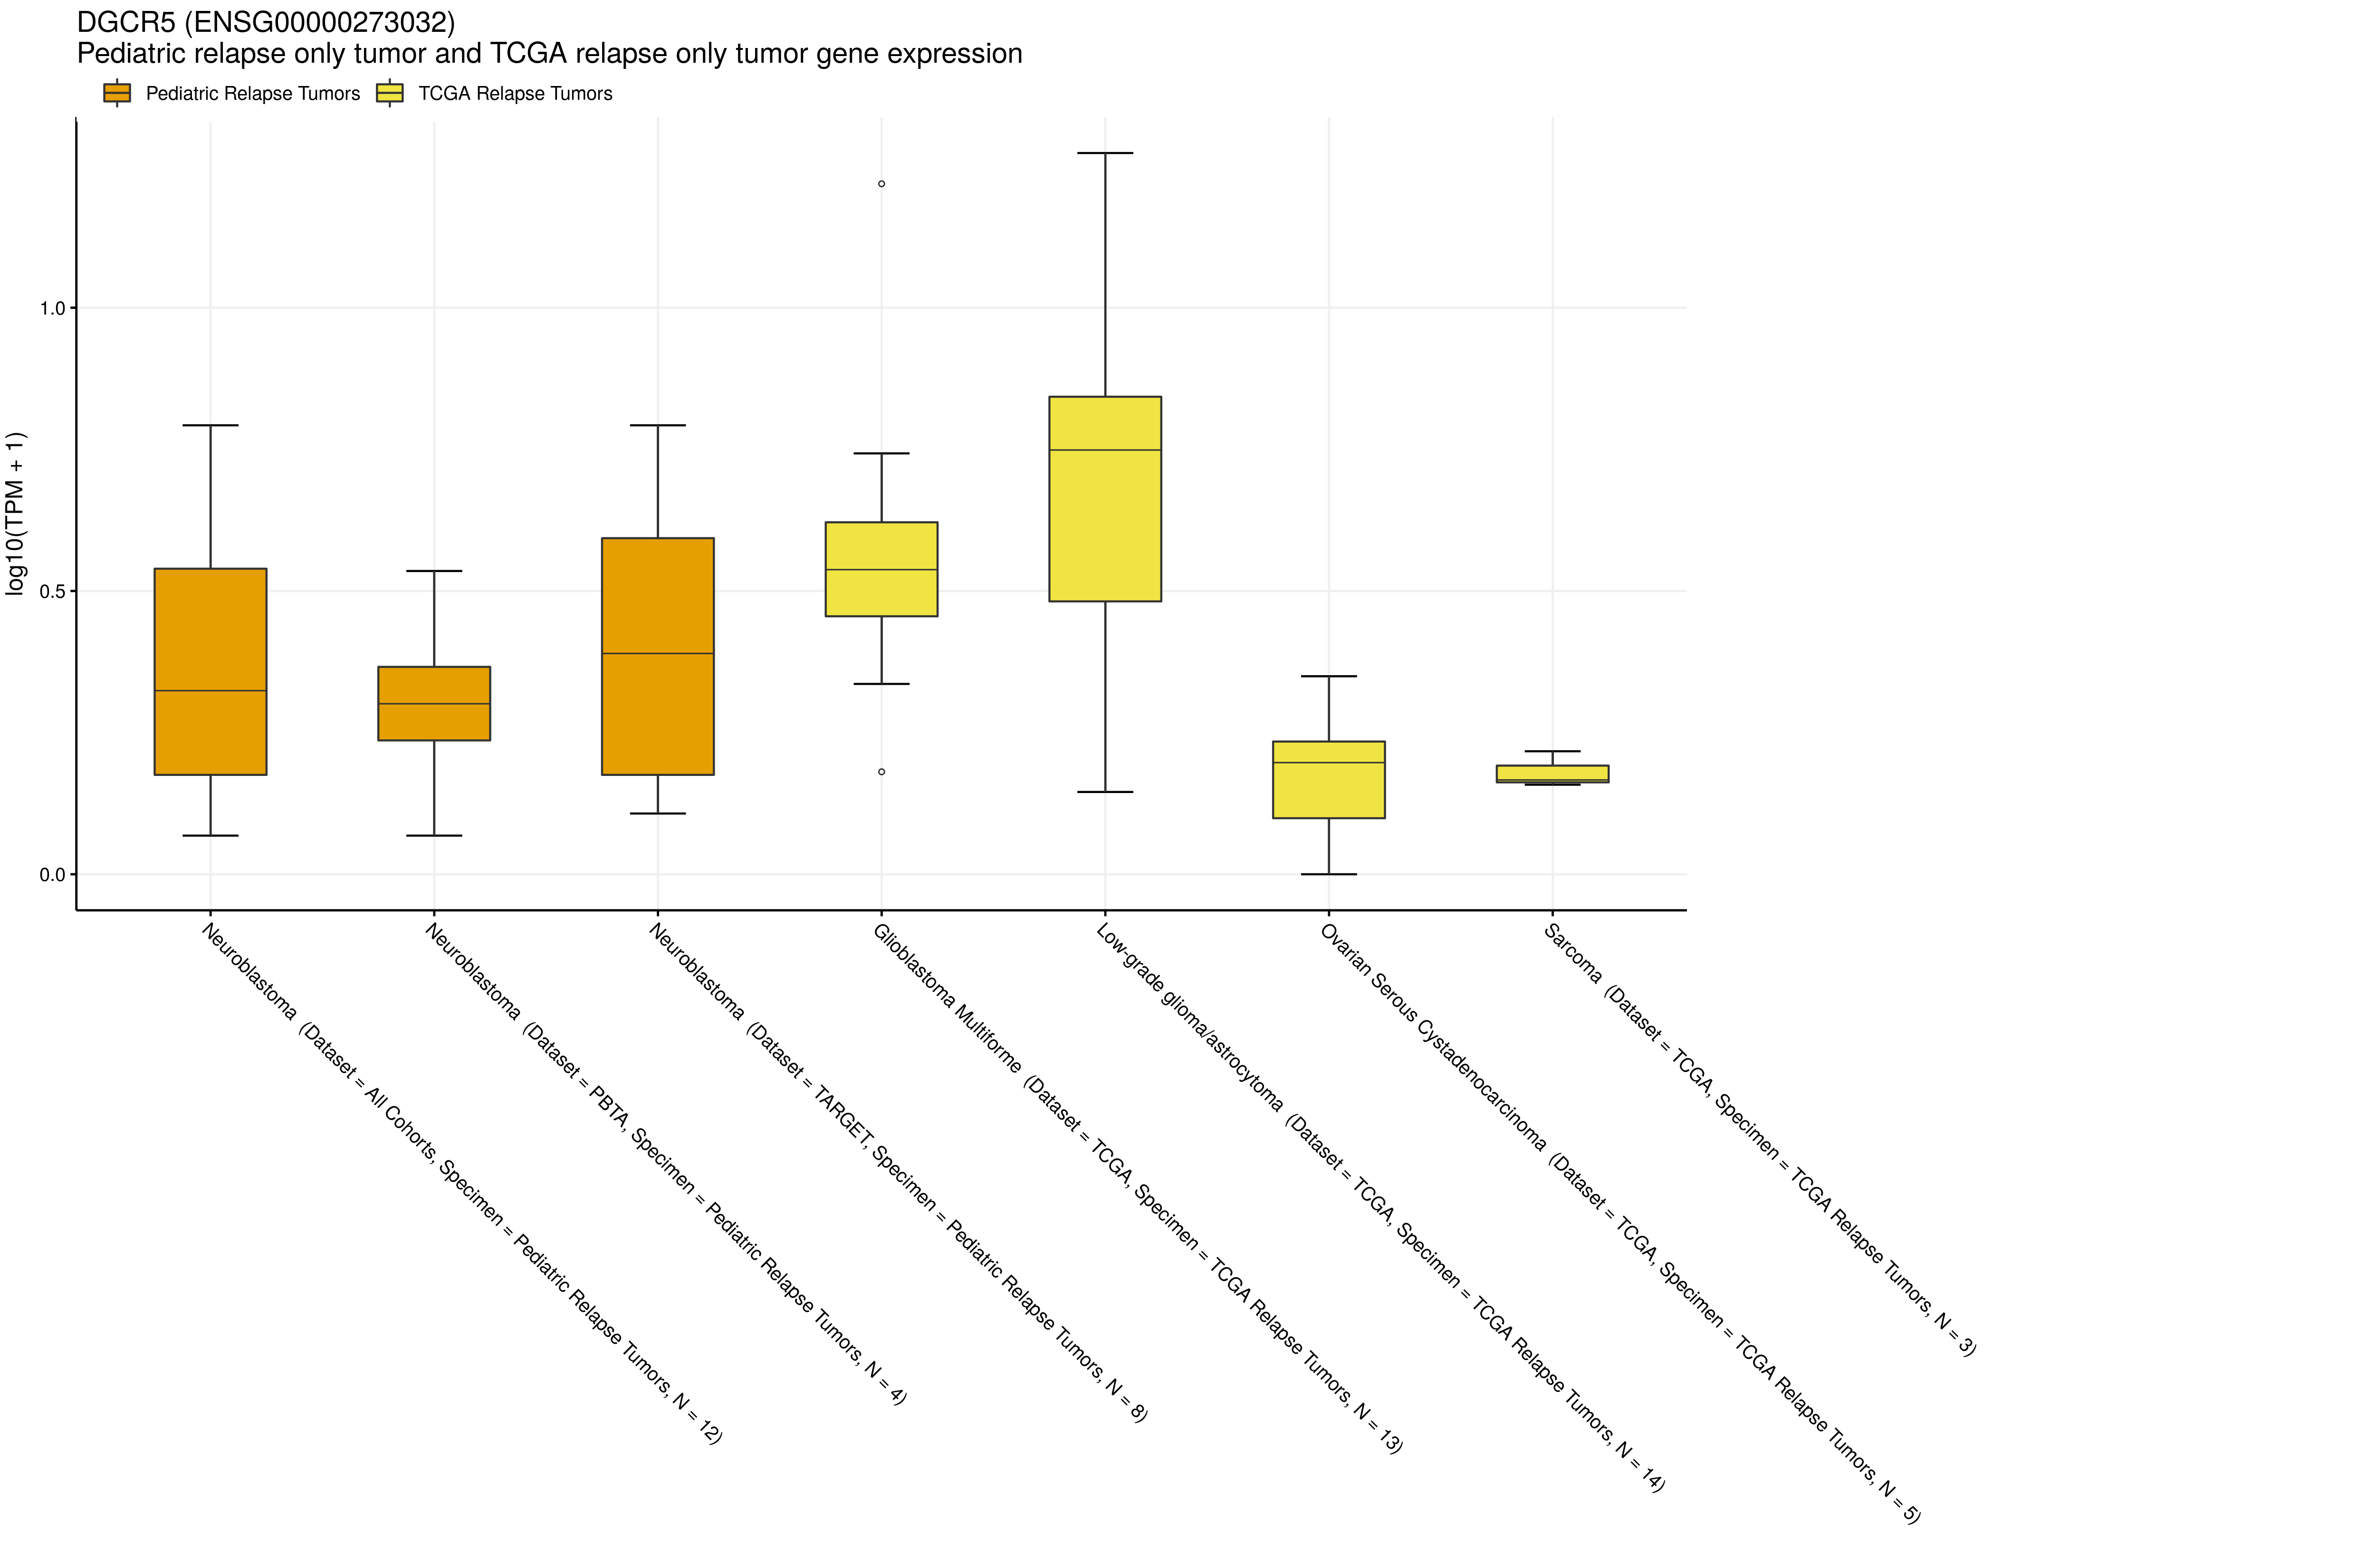 DGCR5 (ENSG00000273032)
Pediatric relapse only tumor and TCGA relapse only tumor gene expression
Pediatric Relapse Tumors
TCGA Relapse Tumors
log10(TPM + 1)
1.0
0.5
0.0
Neuroblastoma (Dataset = All Cohorts, Specimen = Pediatric Relapse Tumors, N = 12)
Neuroblastoma (Dataset = PBTA, Specimen = Pediatric Relapse Tumors, N = 4)
Neuroblastoma (Dataset = TARGET, Specimen = Pediatric Relapse Tumors, N = 8)
Glioblastoma Multiforme (Dataset = TCGA, Specimen = TCGA Relapse Tumors, N = 13)
Low-grade glioma/astrocytoma (Dataset = TCGA, Specimen = TCGA Relapse Tumors, N = 14)
Ovarian Serous Cystadenocarcinoma (Dataset = TCGA, Specimen = TCGA Relapse Tumors, N = 5)
Sarcoma (Dataset = TCGA, Specimen = TCGA Relapse Tumors, N = 3)